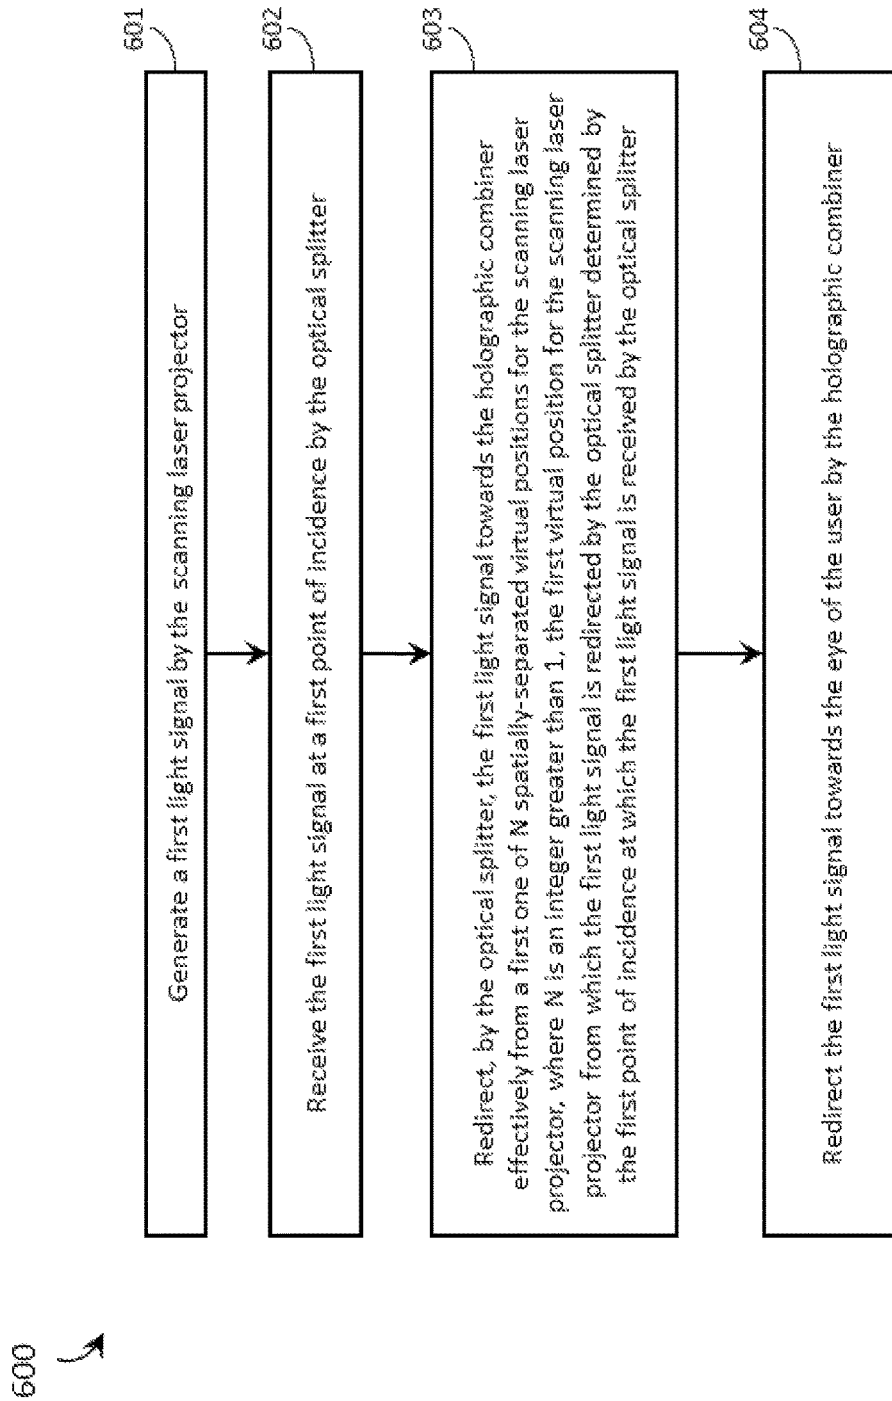 600
601
Generate a first light signal by the scanning laser projector
602
Receive the first light signal at a first point of incidence by the optical splitter
603
Redirect, by the optical splitter, the first light signal towards the holographic combiner
effectively from a first one of N spatially-separated virtual positions for the scanning laser
projector, where N is an integer greater than 1, the first virtual position for the scanning laser
projector from which the first light signal is redirected by the optical splitter determined by
the first point of incidence at which the first light signal is received by the optical splitter
604
Redirect the first light signal towards the eye of the user by the holographic combiner